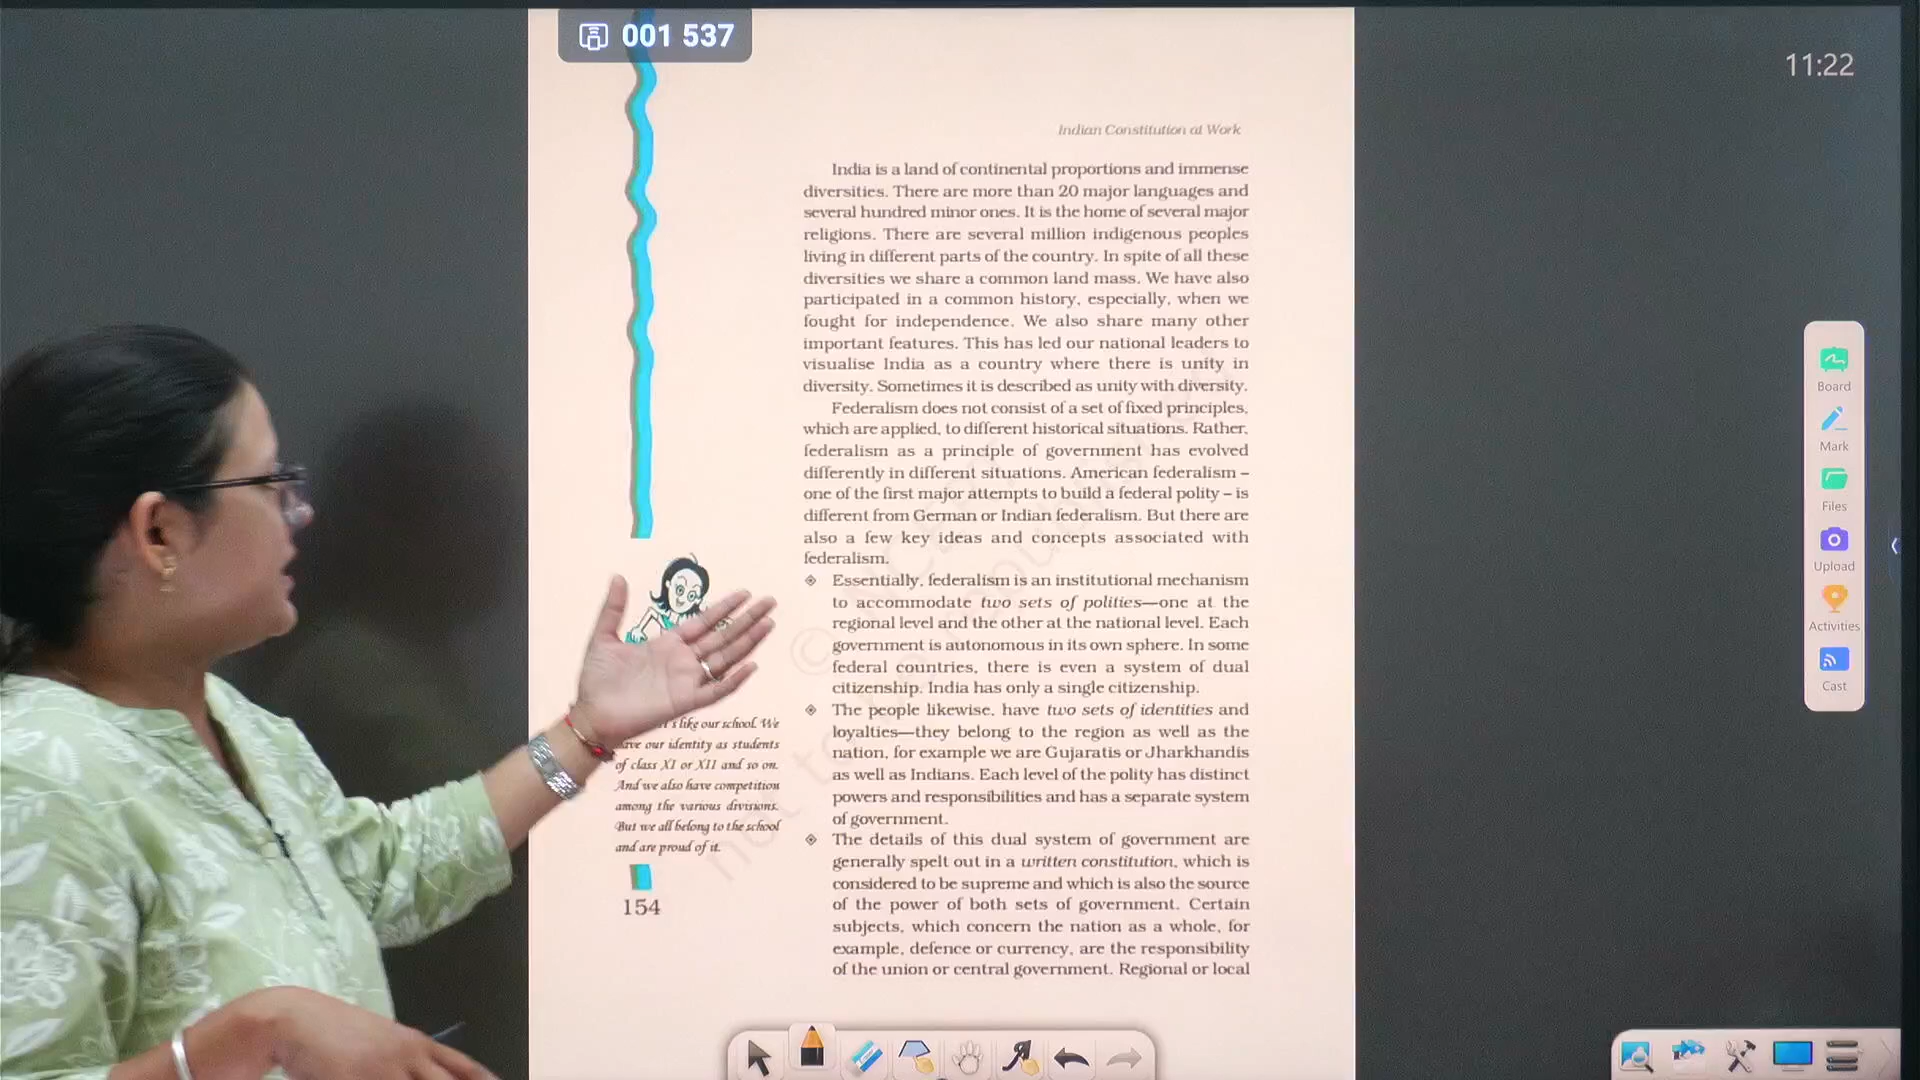 001 537
11:22
Indian Constitution at Work
India is a land of continental proportions and immense
diversities. There are more than 20 major languages and
several hundred minor ones. It is the home of several major
religions. There are several million indigenous peoples
living in different parts of the country. In spite of all these
diversities we share a common land mass. We have also
participated in a common history, especially, when we
fought for independence. We also share many other
important features. This has led our national leaders to
visualise India as a country where there is unity in
diversity. Sometimes it is described as unity with diversity.
Federalism does not consist of a set of fixed principles,
which are applied, to different historical situations. Rather,
federalism as a principle of government has evolved
differently in different situations. American federalism –
one of the first major attempts to build a federal polity – is
different from German or Indian federalism. But there are
also a few key ideas and concepts associated with
federalism.
Essentially, federalism is an institutional mechanism
to accommodate two sets of polities—one at the
regional level and the other at the national level. Each
government is autonomous in its own sphere. In some
federal countries, there is even a system of dual
citizenship. India has only a single citizenship.
The people likewise, have two sets of identities and
loyalties—they belong to the region as well as the
nation, for example we are Gujaratis or Jharkhandis
as well as Indians. Each level of the polity has distinct
powers and responsibilities and has a separate system
of government.
The details of this dual system of government are
generally spelt out in a written constitution, which is
considered to be supreme and which is also the source
of the power of both sets of government. Certain
subjects, which concern the nation as a whole, for
example, defence or currency, are the responsibility
of the union or central government. Regional or local
like our school. We
have our identity as students
of class XI or XII and so on.
And we also have competition
among the various divisions.
But we all belong to the school
and are proud of it.
154
Board
Mark
Files
Upload
Activities
Cast